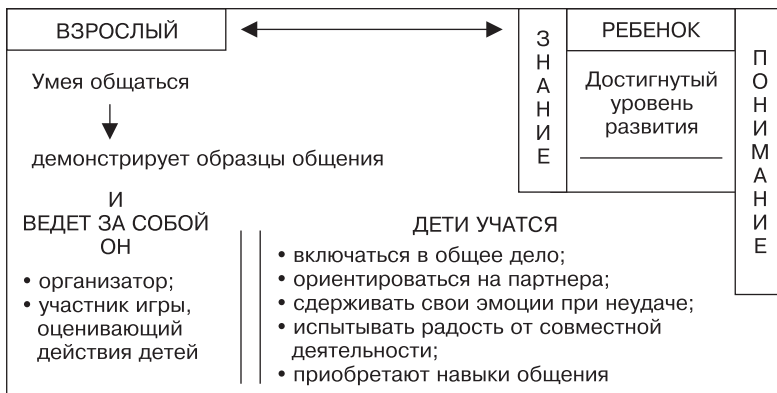 ВЗРОСЛЫЙ
Умея общаться
демонстрирует образцы общения
И
ВЕДЕТ ЗА СОБОЙ
ОН
• организатор;
• участник игры,
оценивающий
действия детей
ЗНАНИЕ
РЕБЕНОК
Достигнутый
уровень
развития
ПОНИМАНИЕ
ДЕТИ УЧАТСЯ
• включаться в общее дело;
• ориентироваться на партнера;
• сдерживать свои эмоции при неудаче;
• испытывать радость от совместной
деятельности;
• приобретают навыки общения